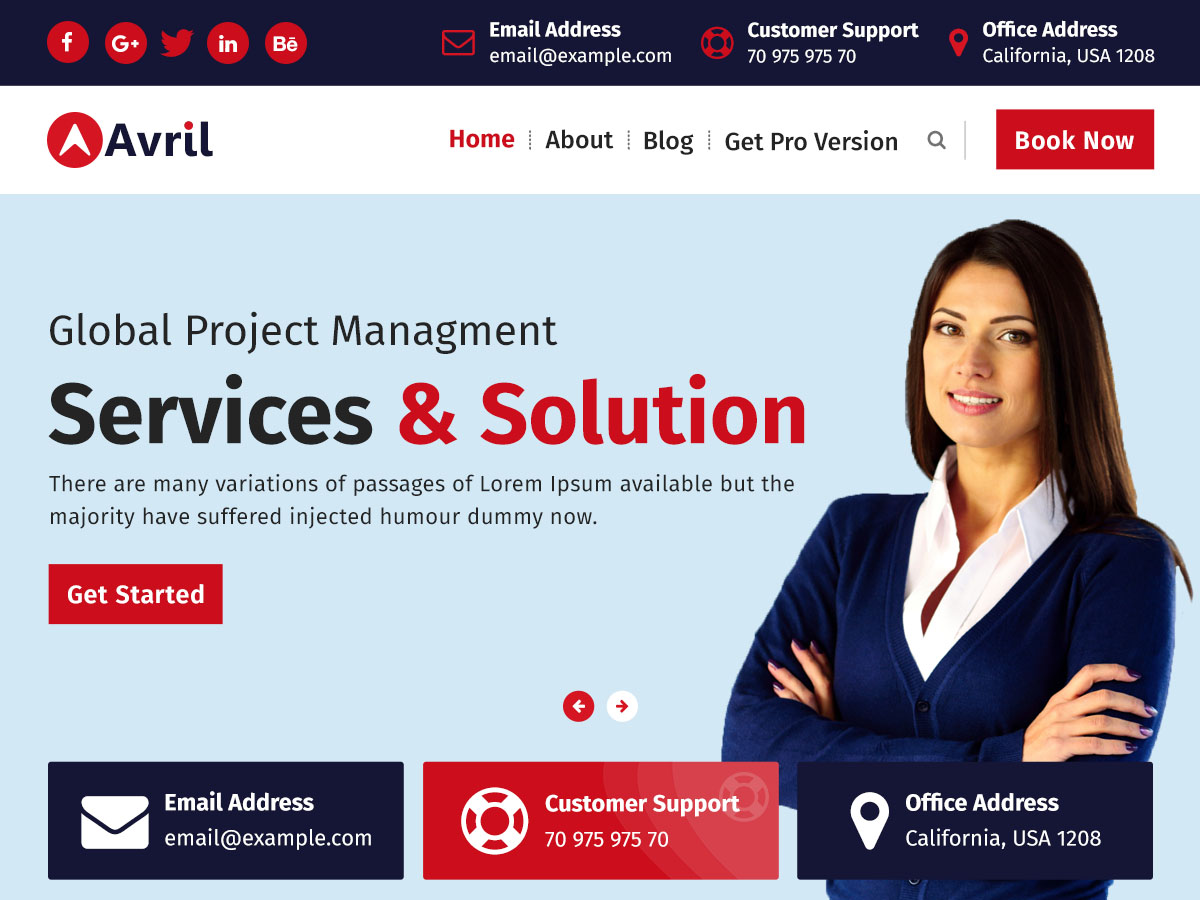 Email Address
email@example.com
Customer Support
70 975 975 70
Office Address
California, USA 1208
Avril
Home
About
Blog
Get Pro Version
Book Now
Global Project Managment
Services & Solution
There are many variations of passages of Lorem Ipsum available but the
majority have suffered injected humour dummy now.
Get Started
Email Address
email@example.com
Customer Support
70 975 975 70
Office Address
California, USA 1208